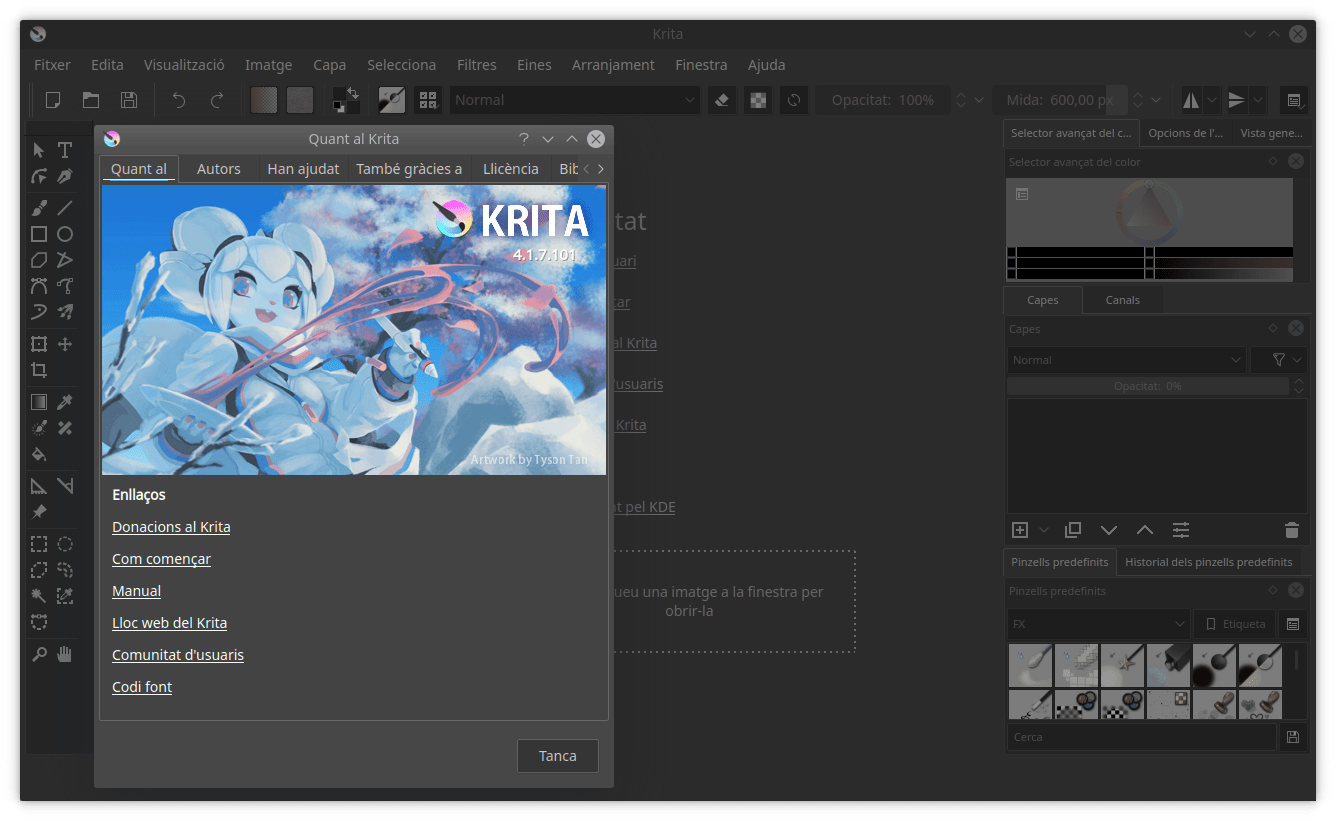 Krita
Fitxer Edita Visualització Imatge Capa Selecciona Filtres Eines Arranjament Finestra Ajuda
Normal Opacitat: 100% Mida: 600,00 px
Quant al Krita
Quant al Autors Han ajudat També gràcies a Llicència Bib
KRITA
4.1.7.101
Artwork by Tyson Tan
Enllaços
Donacions al Krita
Com començar
Manual
Lloc web del Krita
Comunitat d'usuaris
Codi font
Tanca
al Krita
Krita
pel KDE
una imatge a la finestra per
obrir-la
Selector avançat del c... Opcions de l'... Vista gene...
Selector avançat del color
Capes Canals
Capes
Normal
Opacitat: 0%
Pinzells predefinits Historial dels pinzells predefinits
Pinzells predefinits
FX Etiqueta
Cerca